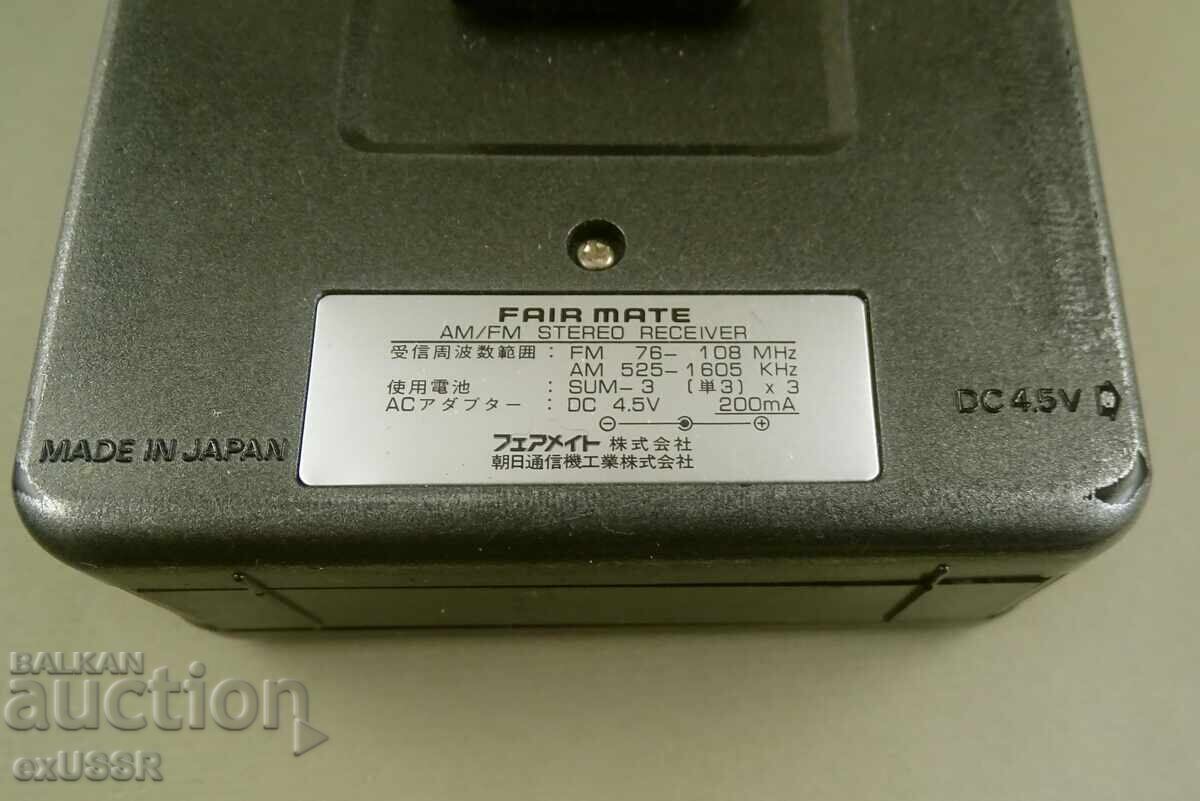 FAIR MATE
AM/FM STEREO RECEIVER
受信周波数範囲 : FM 76- 108 MHz
AM 525-1605 KHz
使用電池 : SUM-3 (単3) x 3
ACアダプター : DC 4.5V 200mA
フェアメイト 株式会社
朝日通信機工業株式会社
MADE IN JAPAN
DC 4.5V
BALKAN
auction
exUSSR